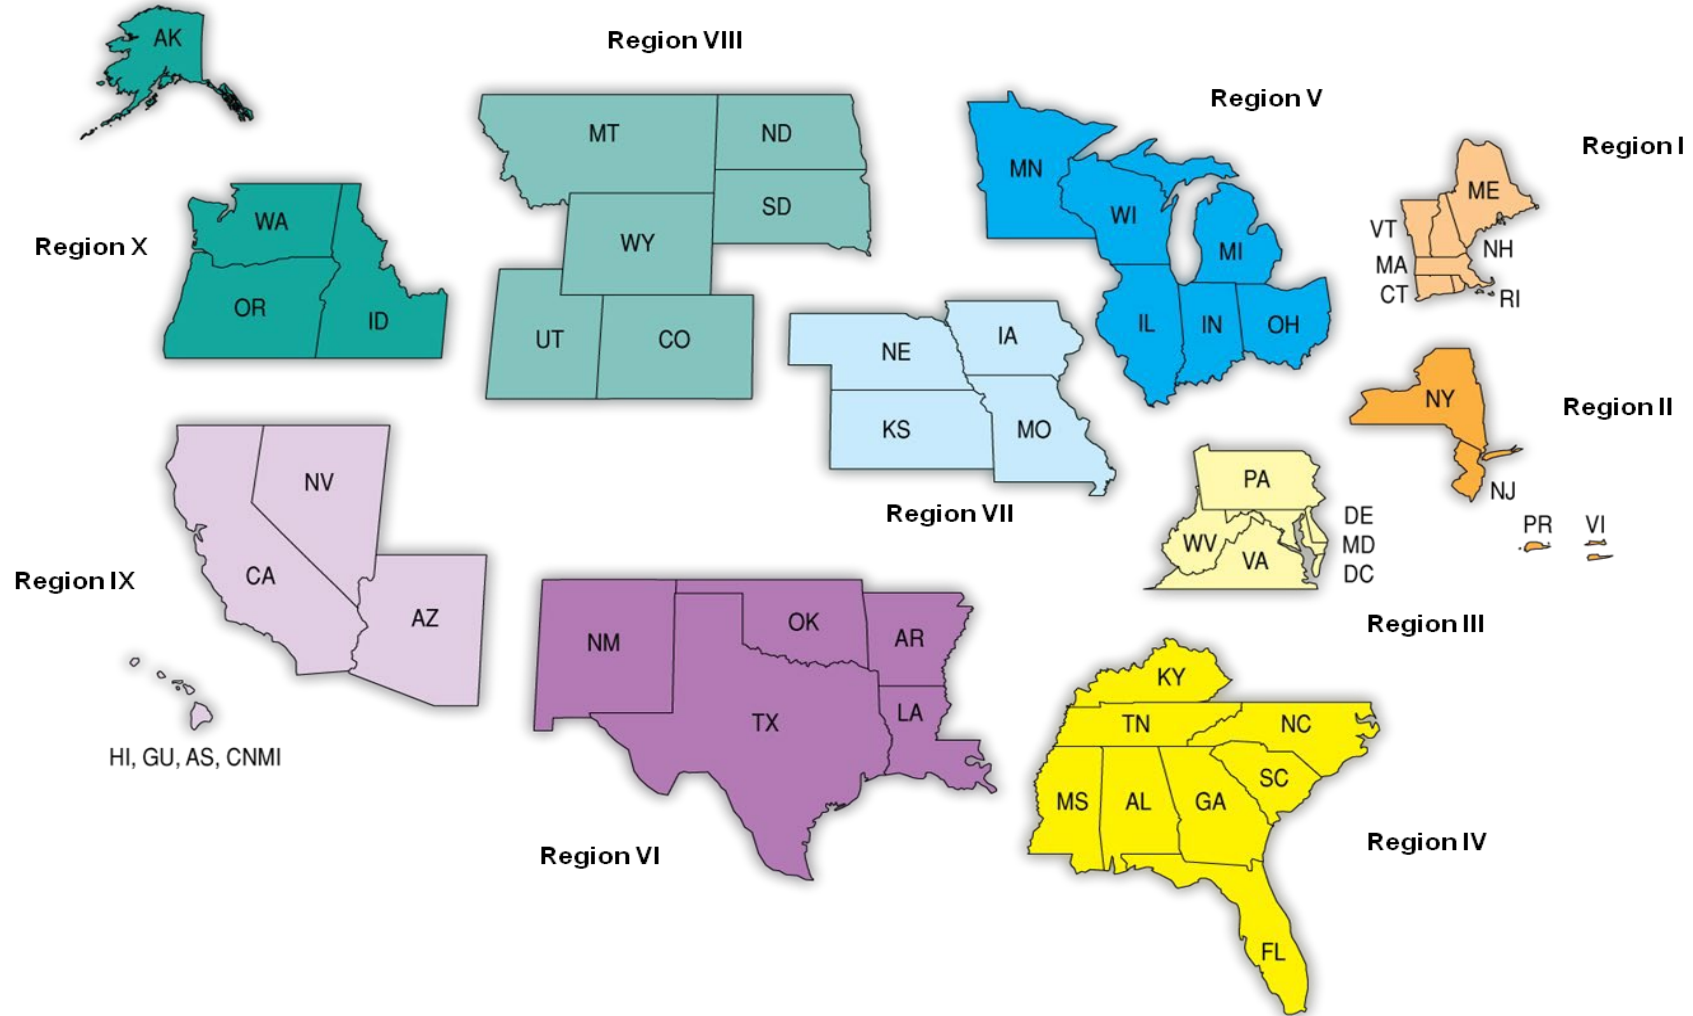 AK
Region VIII
Region V
Region I
MT
ND
MN
ME
WA
SD
WI
VT
Region X
WY
MI
NH
MA
OR
ID
CT
RI
UT
CO
NE
IA
IL
IN
OH
NY
Region II
KS
MO
NV
PA
NJ
Region VII
DE
PR
VI
WV
VA
MD
DC
Region IX
CA
AZ
NM
OK
AR
Region III
KY
TX
LA
TN
NC
HI, GU, AS, CNMI
SC
MS
AL
GA
Region VI
Region IV
FL